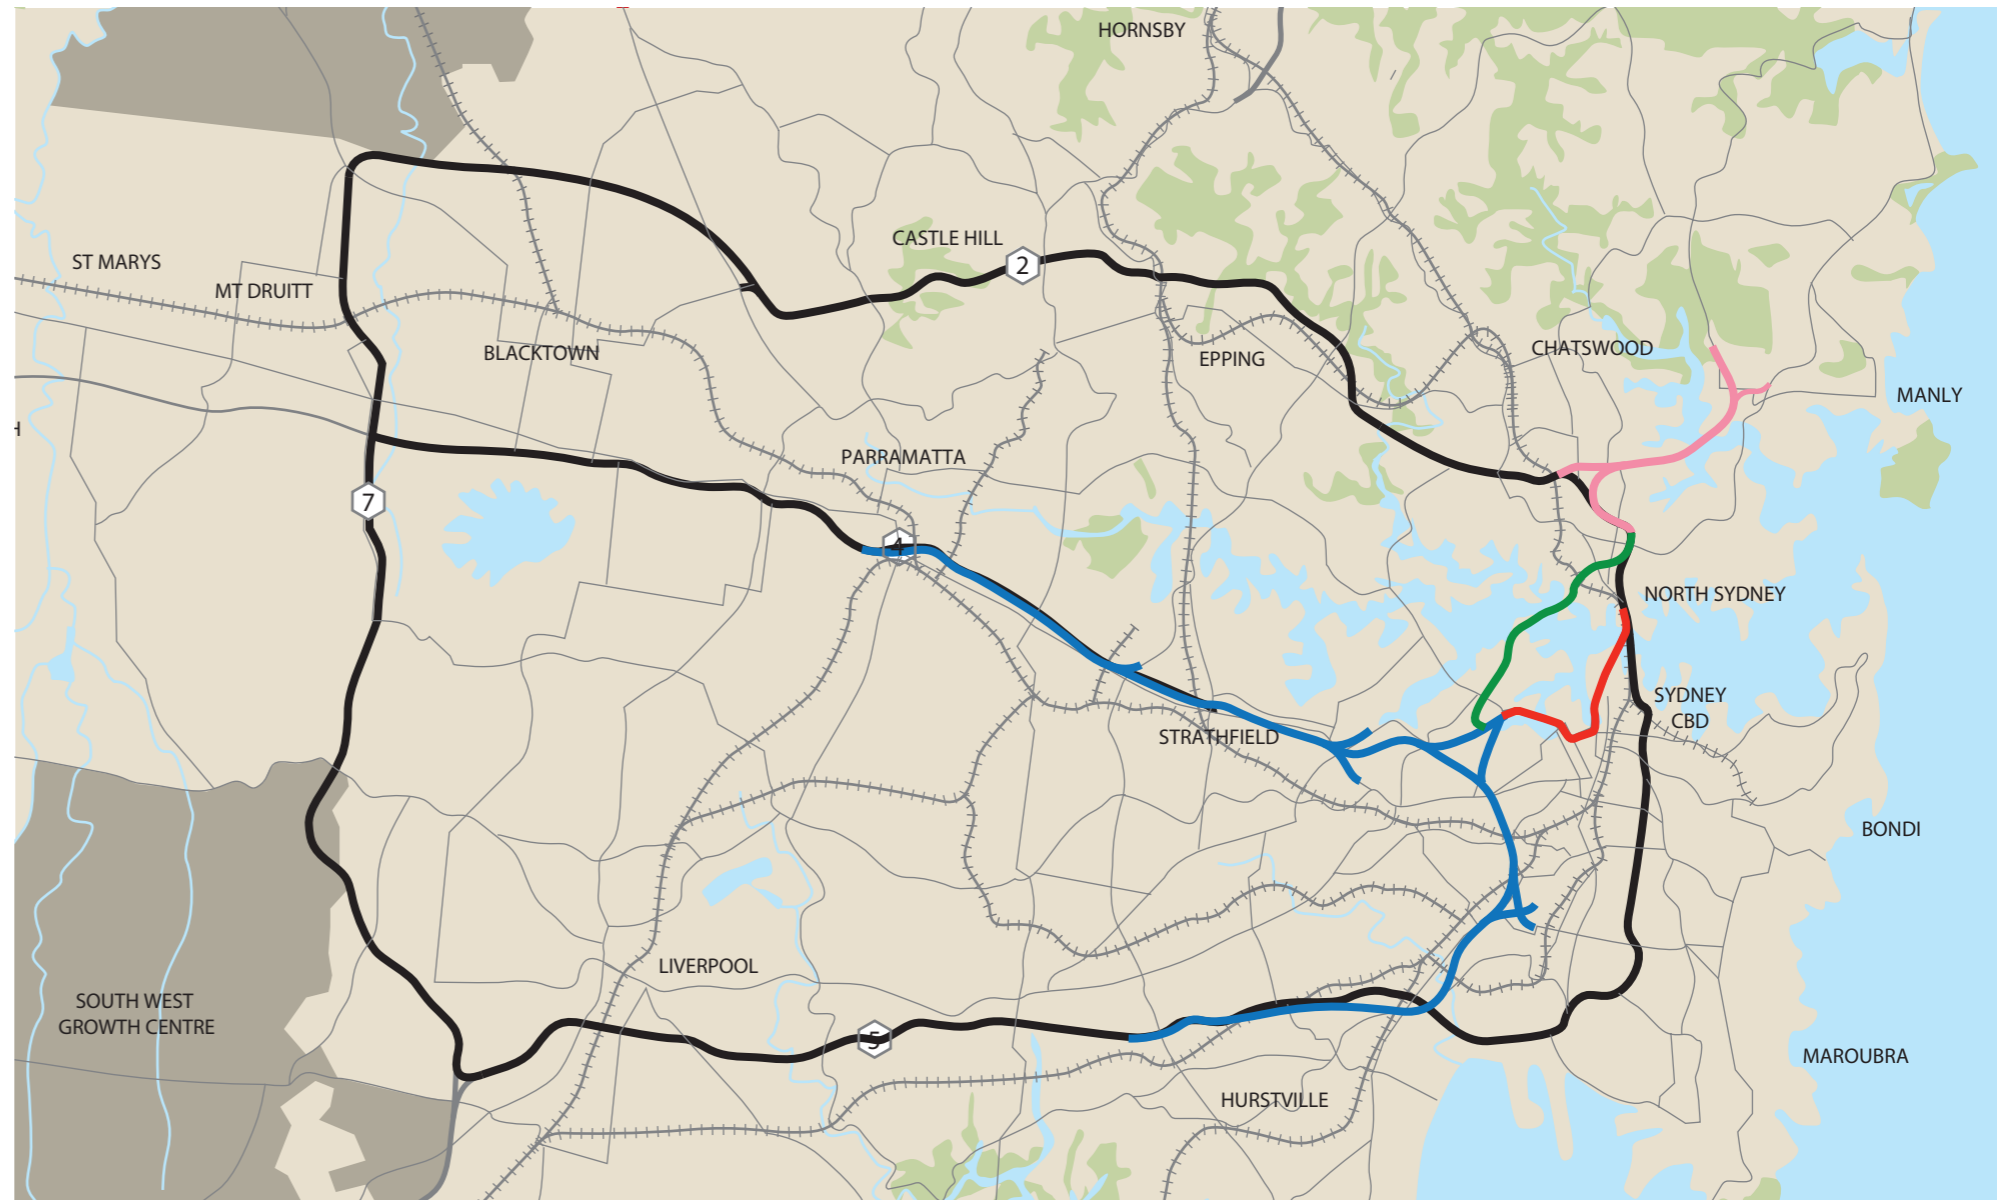 HORNSBY
CASTLE HILL
2
ST MARYS
MT DRUITT
BLACKTOWN
EPPING
CHATSWOOD
MANLY
H
PARRAMATTA
7
4
NORTH SYDNEY
SYDNEY
CBD
STRATHFIELD
BONDI
LIVERPOOL
SOUTH WEST
GROWTH CENTRE
5
MAROUBRA
HURSTVILLE